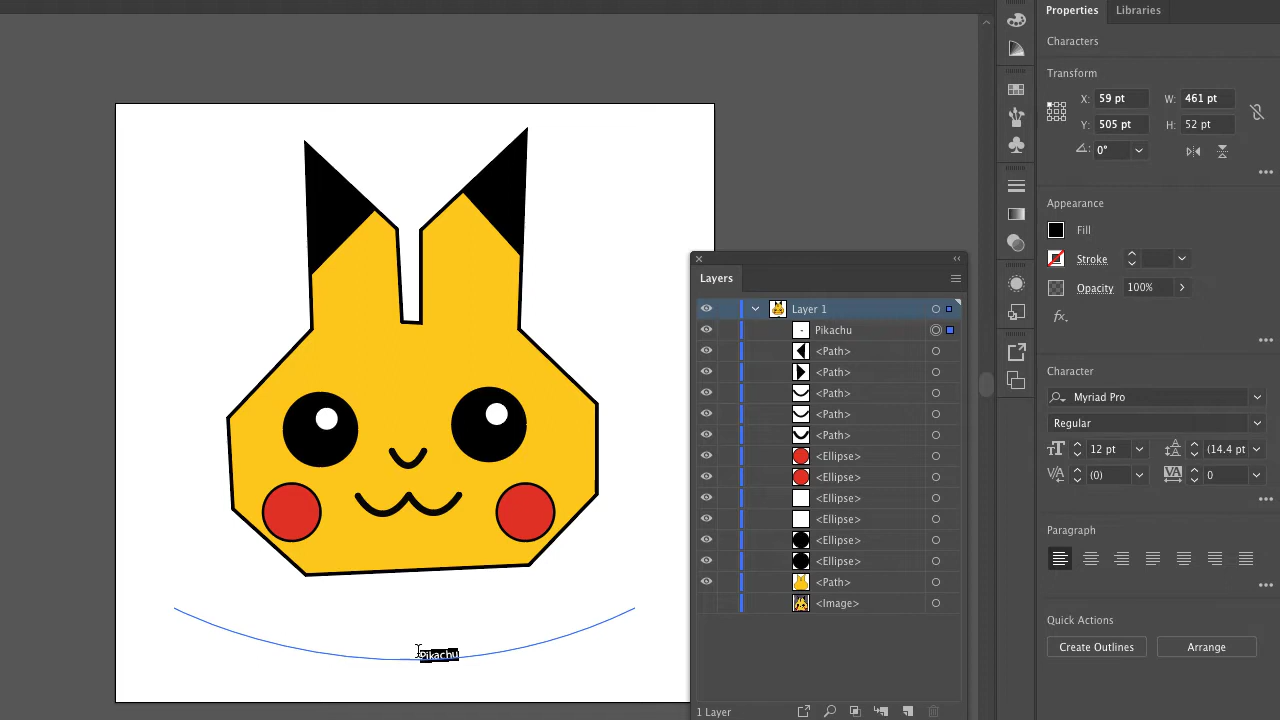 Properties
Libraries
Characters
Transform
X: 59 pt W: 461 pt
Y: 505 pt H: 52 pt
0°
Appearance
Fill
Stroke
Opacity 100%
fx.
Character
Myriad Pro
Regular
12 pt (14.4 pt
(0) 0
Paragraph
Quick Actions
Create Outlines Arrange
Layers
Layer 1
Pikachu
<Path>
<Path>
<Path>
<Path>
<Path>
<Ellipse>
<Ellipse>
<Ellipse>
<Ellipse>
<Ellipse>
<Ellipse>
<Path>
<Image>
1 Layer
Pikachu